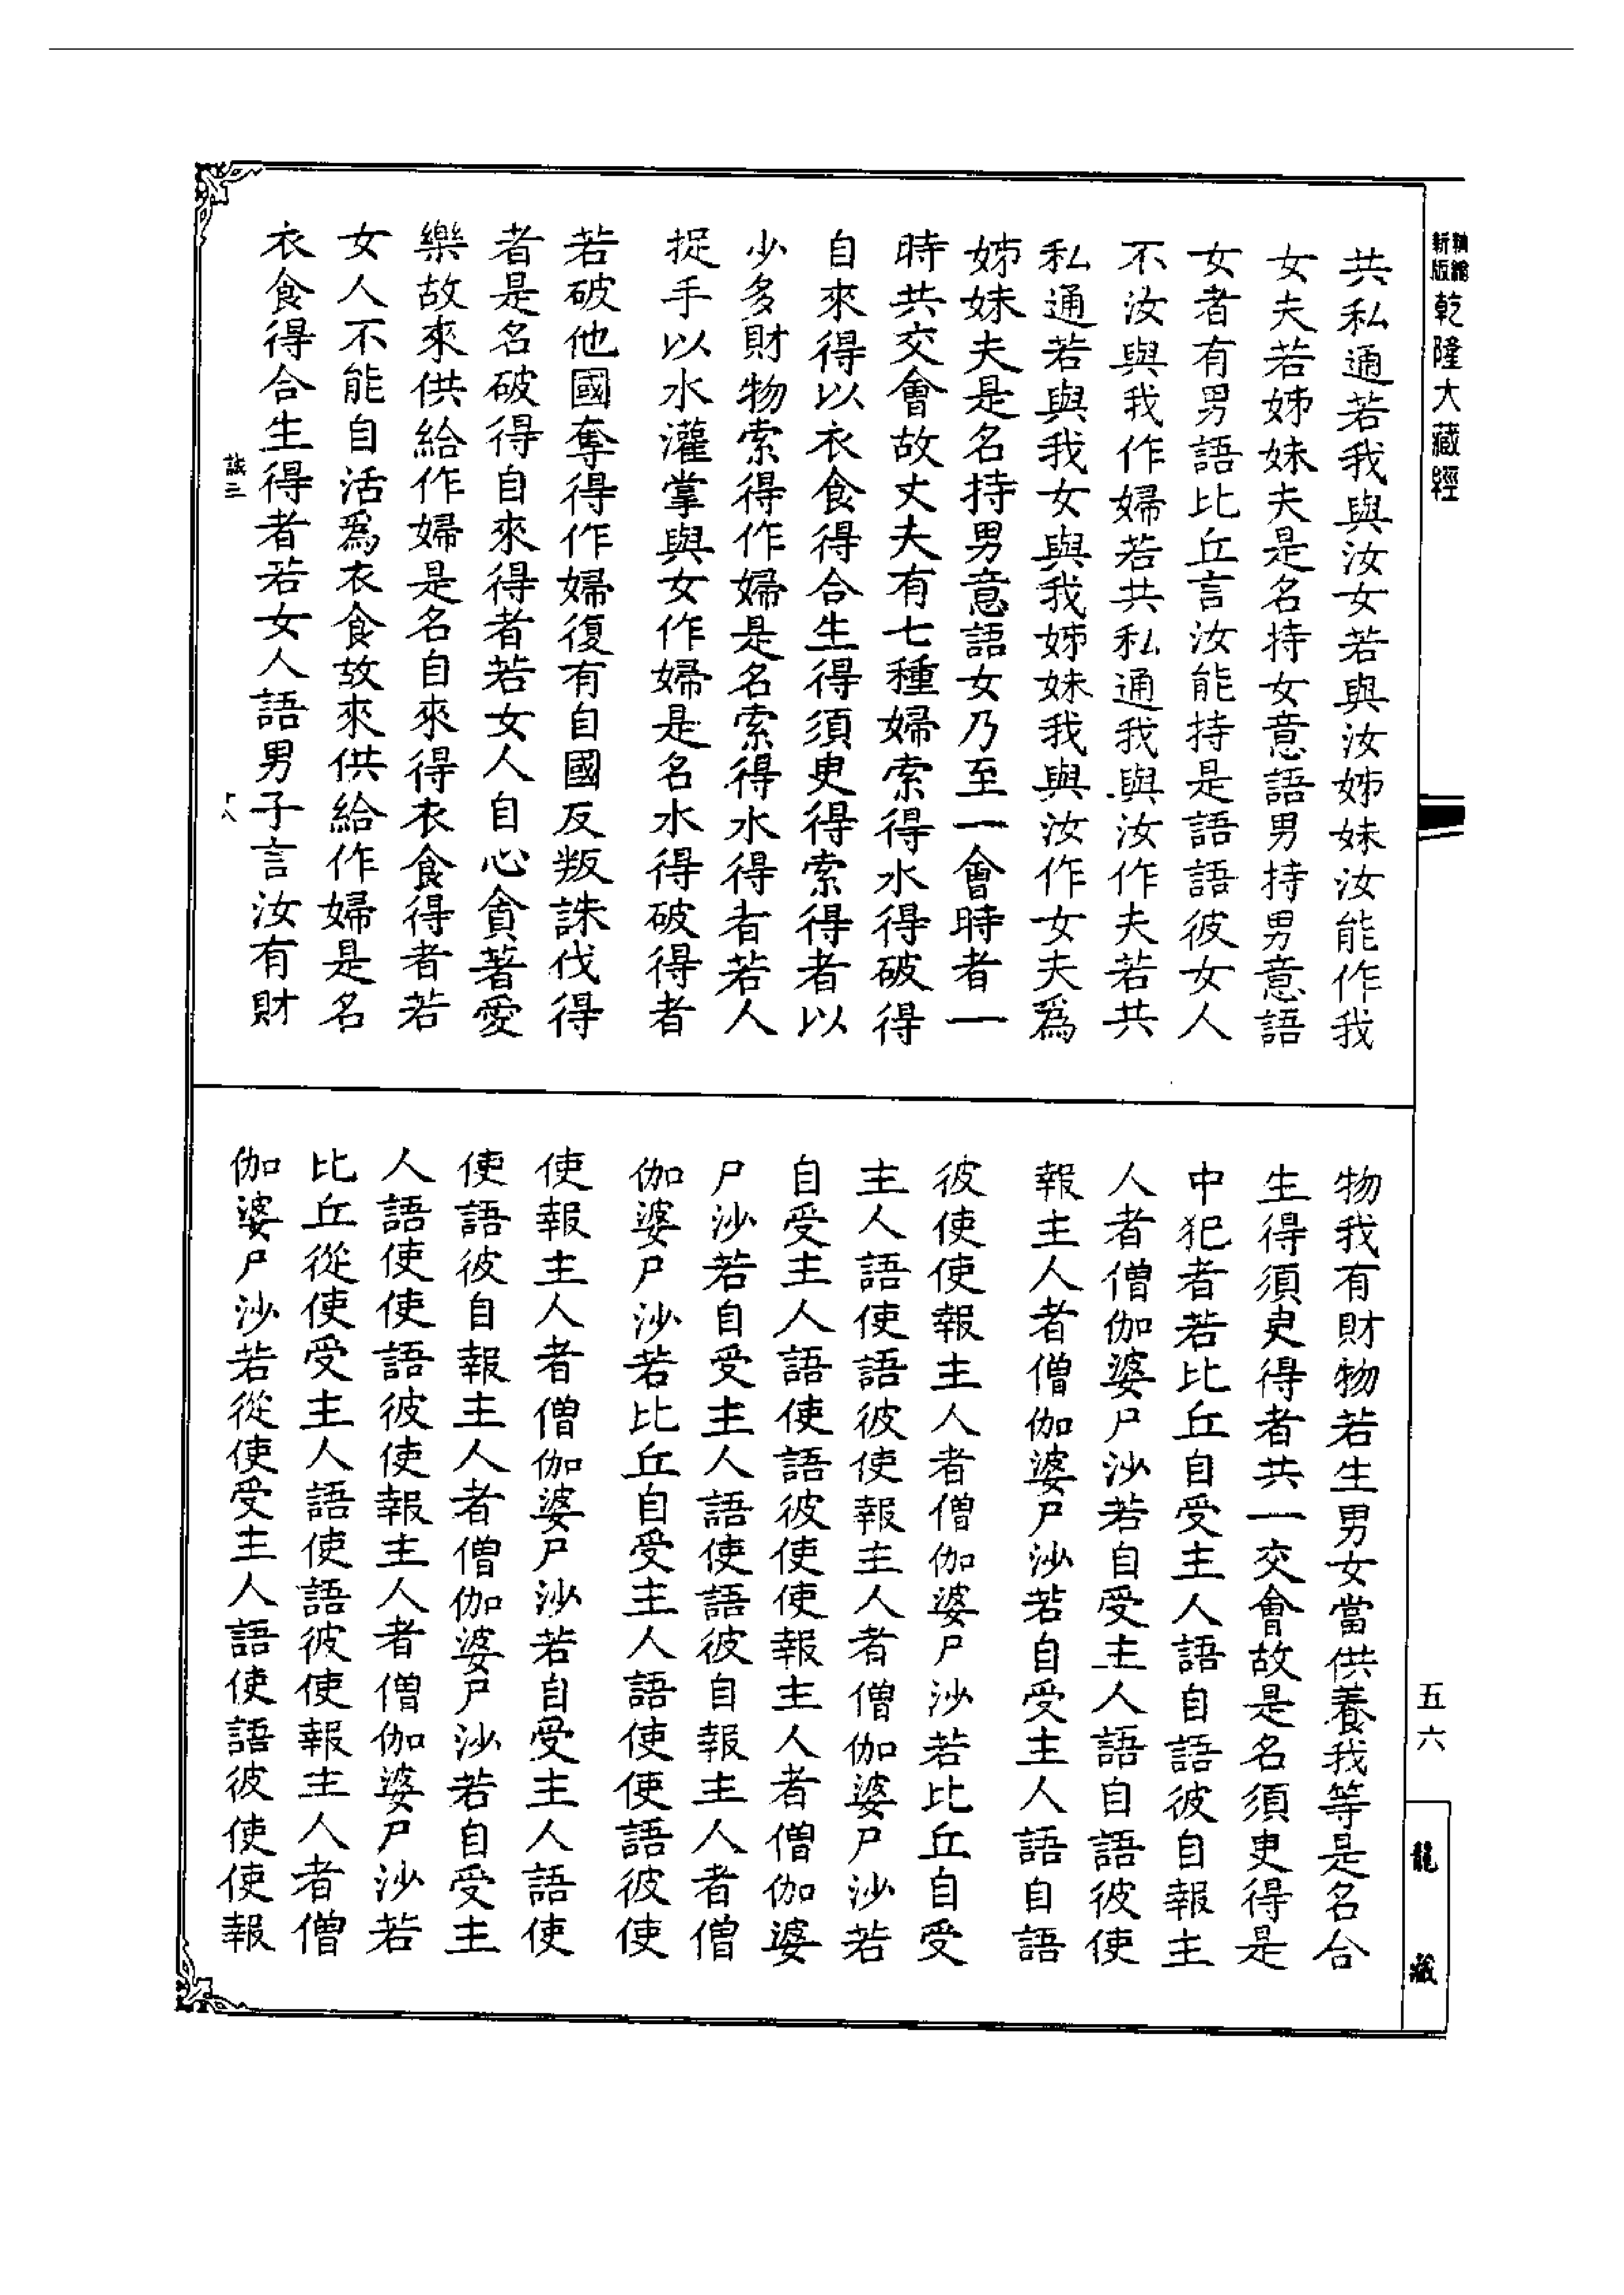 新版
乾隆大藏經
共私通若我與汝女若與汝姊妹汝能作我
女夫若姊妹夫是名持女意語男持男意語
女者有男語比丘言汝能持是語語彼女人
不汝與我作婦若共私通我與汝作夫若共
私通若與我女與我姊妹我與汝作女夫爲
姊妹夫是名持男意語女乃至一會時者一
時共交會故丈夫有七種婦索得水得破得
自來得以衣食得合生得須臾得索得者以
少多財物索得作婦是名索得水得者若人
捉手以水灌掌與女作婦是名水得破得者
若破他國奪得作婦復有自國反叛誅伐得
者是名破得自來得者若女人自心貪著愛
樂故來供給作婦是名自來得衣食得者若
女人不能自活爲衣食故來供給作婦是名
衣食得合生得者若女人語男子言汝有財
物我有財物若生男女當供養我等是名合
生得須臾得者共一交會故是名須臾得是
中犯者若比丘自受主人語自語彼自報主
人者僧伽婆尸沙若自受主人語自語彼使
報主人者僧伽婆尸沙若自受主人語自語
彼使使報主人者僧伽婆尸沙若比丘自受
主人語使語彼使報主人者僧伽婆尸沙若
自受主人語使語彼使使報主人者僧伽婆
尸沙若自受主人語使語彼自報主人者僧
伽婆尸沙若比丘自受主人語使使語彼使
使報主人者僧伽婆尸沙若自受主人語使
使語彼自報主人者僧伽婆尸沙若自受主
人語使使語彼使報主人者僧伽婆尸沙若
比丘從使受主人語使語彼使報主人者僧
伽婆尸沙若從使受主人語使語彼使使報
十八
五六
龍藏